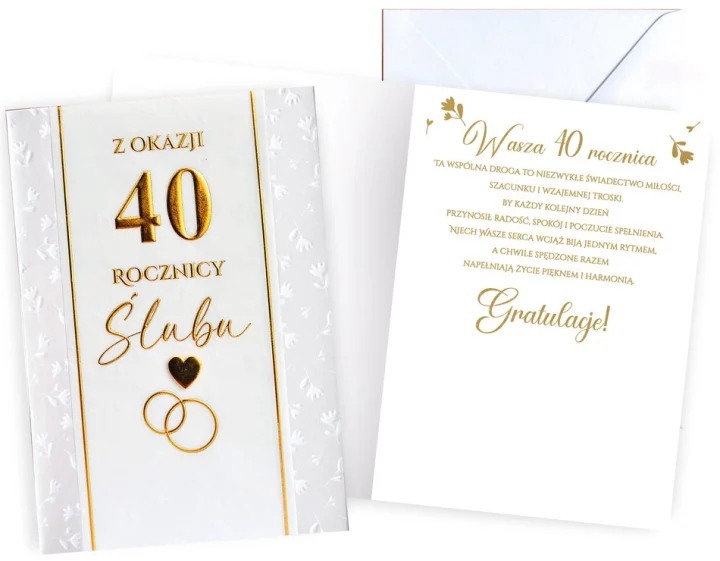 Z OKAZJI
40
ROCZNICY
Ślubu
Wasza 40 rocznica
TA WSPÓLNA DROGA TO NIEZWYKŁE ŚWIADECTWO MIŁOŚCI,
SZACUNKU I WZAJEMNEJ TROSKI.
BY KAŻDY KOLEJNY DZIEŃ
PRZYNOSIŁ RADOŚĆ, SPOKÓJ I POCZUCIE SPEŁNIENIA.
NIECH WASZE SERCA WCIĄŻ BIJĄ JEDNYM RYTMEM,
A CHWILE SPĘDZONE RAZEM
NAPEŁNIAJĄ ŻYCIE PIĘKNEM I HARMONIĄ.
Gratulacje!